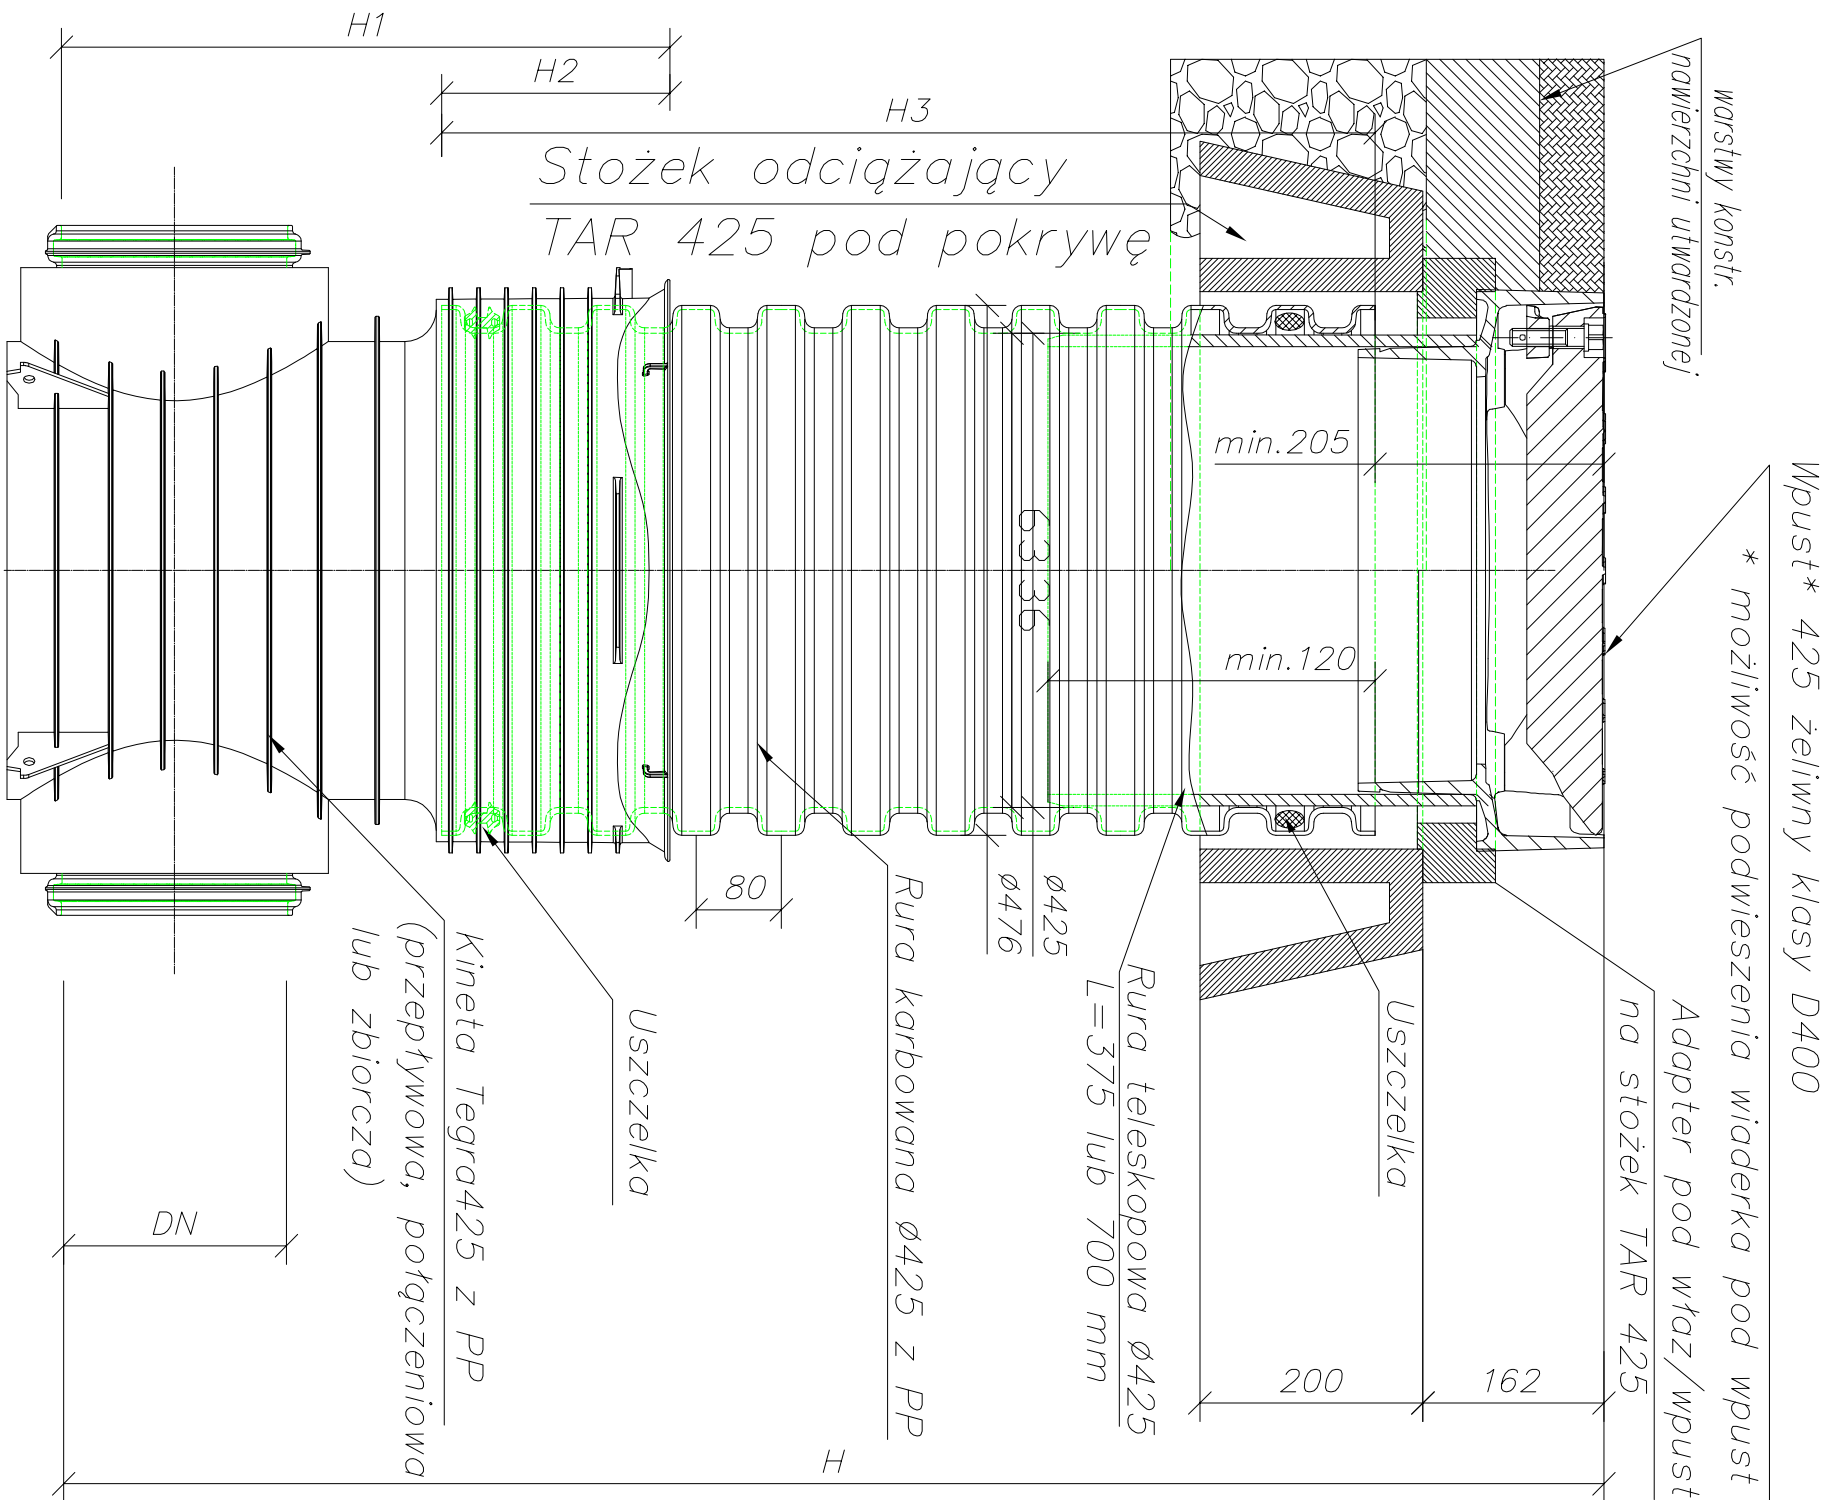 H1
H2
H3
Stożek odciążający
TAR 425 pod pokrywę
warstwy konstr.
nawierzchni utwardzonej
Wpust* 425 żeliwny klasy D400
* możliwość podwieszenia wiaderka pod wpust
Adapter pod właz/wpust
na stożek TAR 425
min.205
min.120
63 36
80
ø425
ø476
Uszczelka
Rura teleskopowa ø425
L=375 lub 700 mm
Rura karbowana ø425 z PP
Uszczelka
Kineta Tegra425 z PP
(przepływowa, połączeniowa
lub zbiorcza)
DN
200
162
H